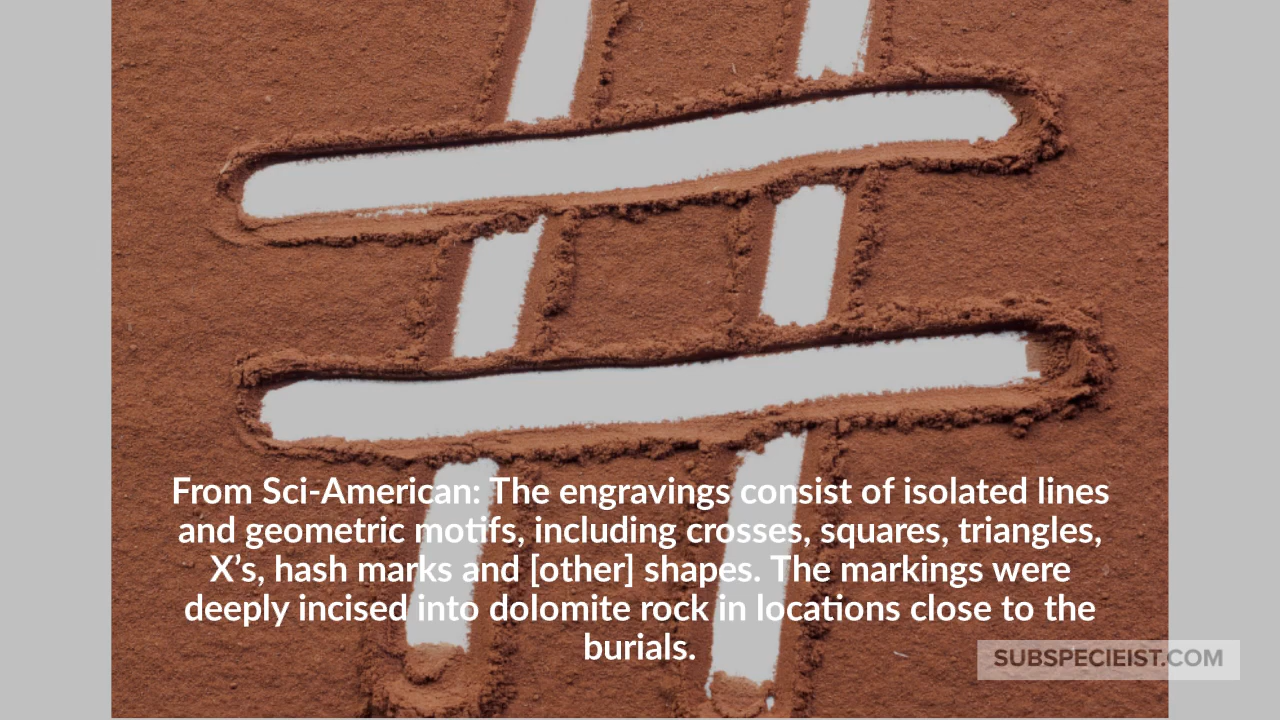 From Sci-American: The engravings consist of isolated lines
and geometric motifs, including crosses, squares, triangles,
X’s, hash marks and [other] shapes. The markings were
deeply incised into dolomite rock in locations close to the
burials.
SUBSPECIEIST.COM